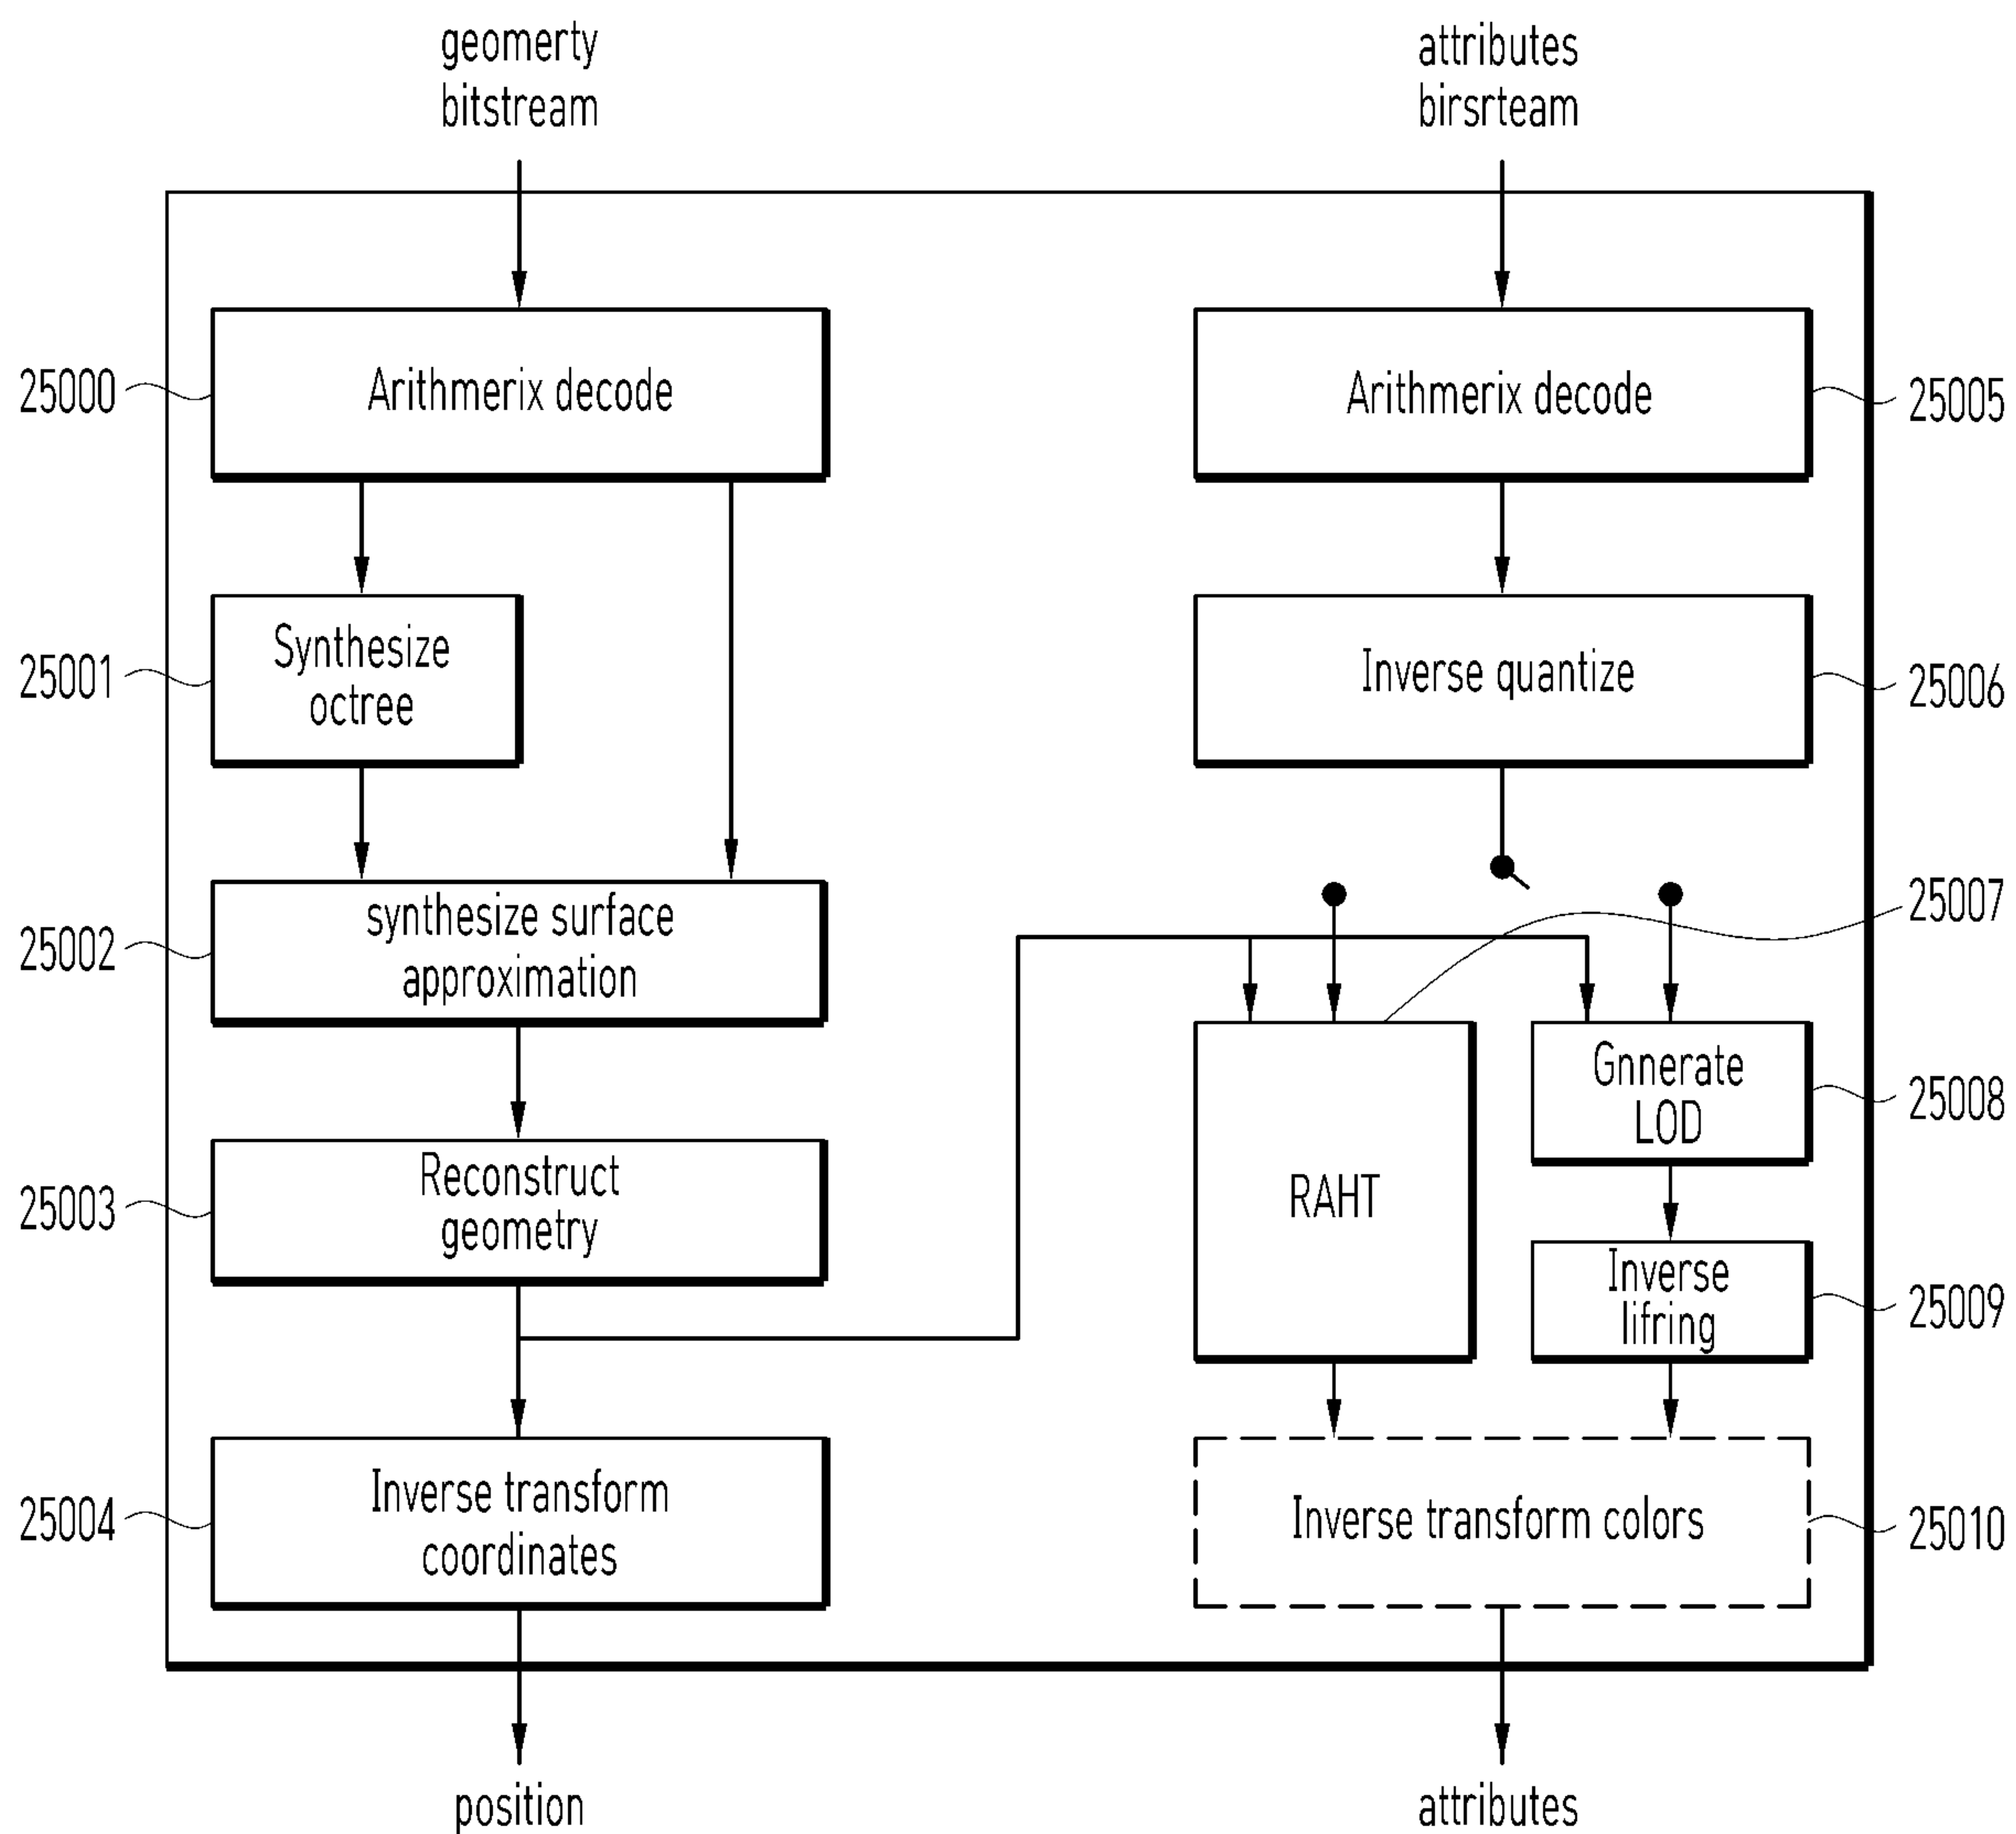 geomerty
bitstream
attributes
birsrteam
25000
Arithmerix decode
Arithmerix decode
25005
25001
Synthesize
octree
Inverse quantize
25006
25002
synthesize surface
approximation
25007
25003
Reconstruct
geometry
RAHT
Gnnerate
LOD
25008
Inverse
lifring
25009
25004
Inverse transform
coordinates
Inverse transform colors
25010
position
attributes